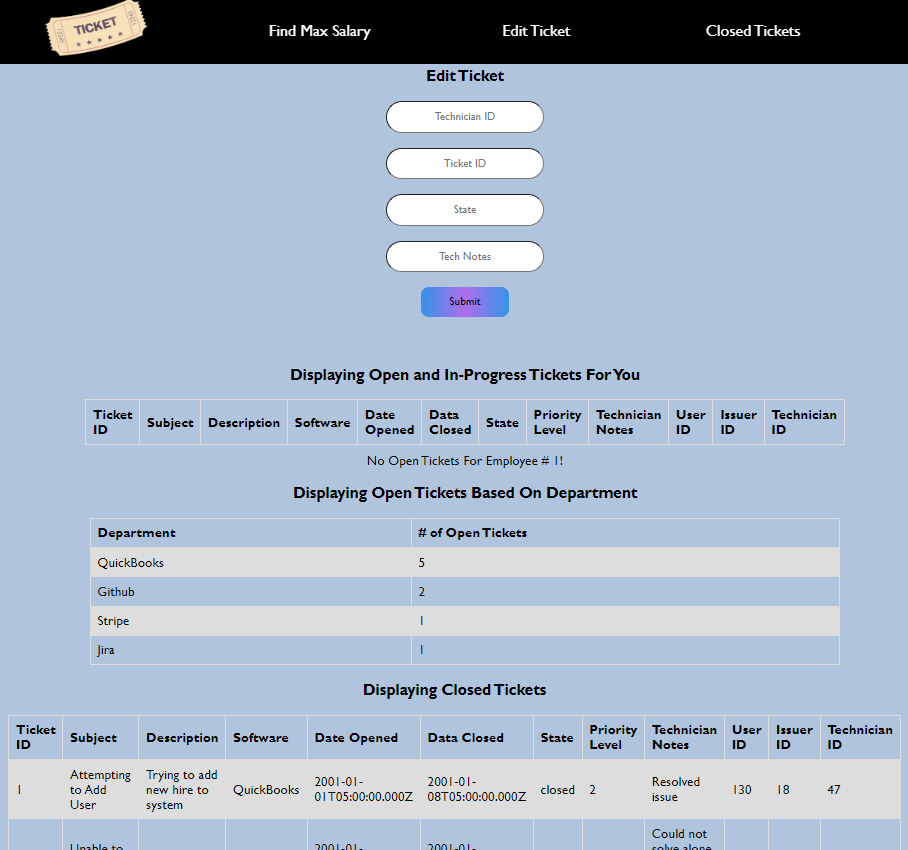 TICKET
Find Max Salary
Edit Ticket
Closed Tickets
Edit Ticket
Technician ID
Ticket ID
State
Tech Notes
Submit
Displaying Open and In-Progress Tickets For You
Ticket ID Subject Description Software Date Opened Data Closed State Priority Level Technician Notes User ID Issuer ID Technician ID
No Open Tickets For Employee # 1!
Displaying Open Tickets Based On Department
Department # of Open Tickets
QuickBooks 5
Github 2
Stripe 1
Jira 1
Displaying Closed Tickets
Ticket ID Subject Description Software Date Opened Data Closed State Priority Level Technician Notes User ID Issuer ID Technician ID
1 Attempting to Add User Trying to add new hire to system QuickBooks 2001-01-01T05:00:00.000Z 2001-01-08T05:00:00.000Z closed 2 Resolved issue 130 18 47
Unable to 2001-01- 2001-01- Could not solve alone